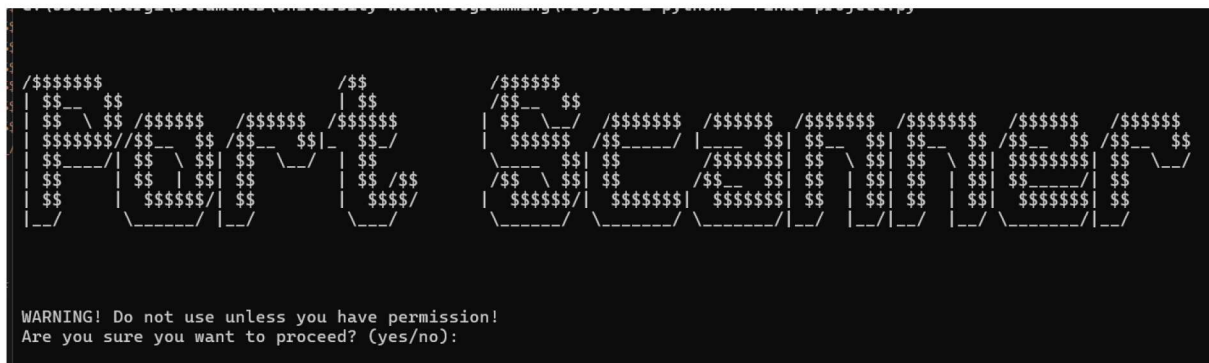 Port Scanner
WARNING! Do not use unless you have permission!
Are you sure you want to proceed? (yes/no):